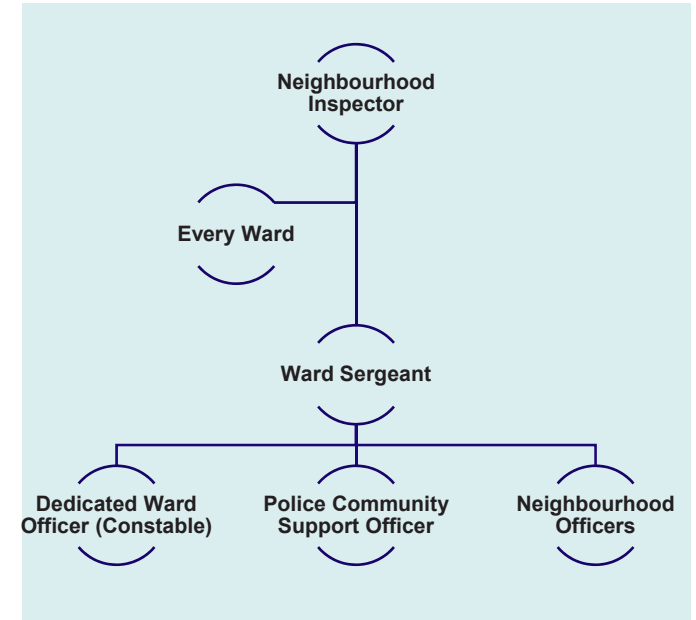 Neighbourhood
Inspector
Every Ward
Ward Sergeant
Dedicated Ward
Officer (Constable)
Police Community
Support Officer
Neighbourhood
Officers